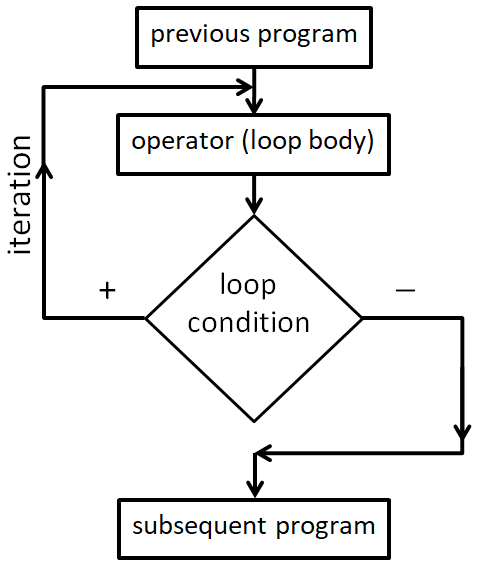 previous program
operator (loop body)
iteration
loop
condition
+
–
subsequent program